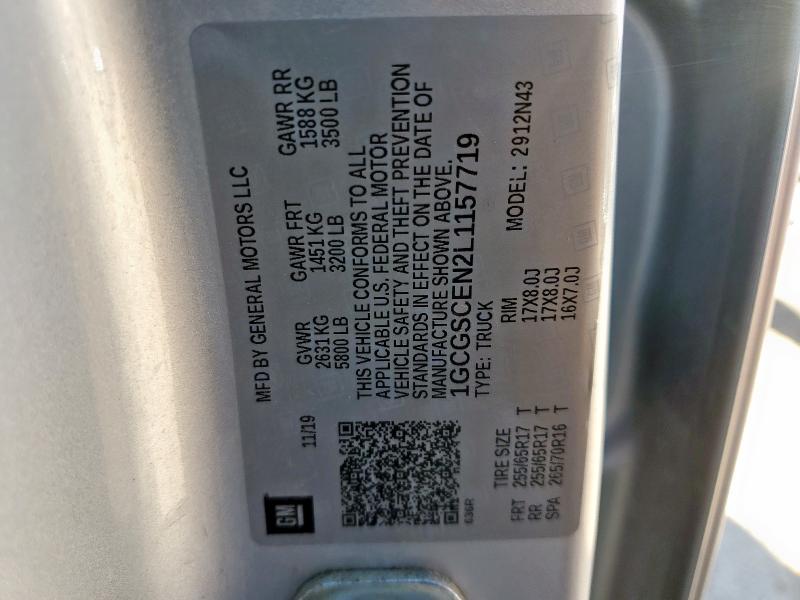 GM
11/19
MFD BY GENERAL MOTORS LLC
GVWR GAWR FRT GAWR RR
2631 KG 1451 KG 1588 KG
5800 LB 3200 LB 3500 LB
THIS VEHICLE CONFORMS TO ALL
APPLICABLE U.S. FEDERAL MOTOR
VEHICLE SAFETY AND THEFT PREVENTION
STANDARDS IN EFFECT ON THE DATE OF
MANUFACTURE SHOWN ABOVE.
1GCGSCEN2L1157719
TYPE: TRUCK MODEL: 2912N43
636R
TIRE SIZE RIM
FRT 255/65R17 T 17X8.0J
RR 255/65R17 T 17X8.0J
SPA 265/70R16 T 16X7.0J